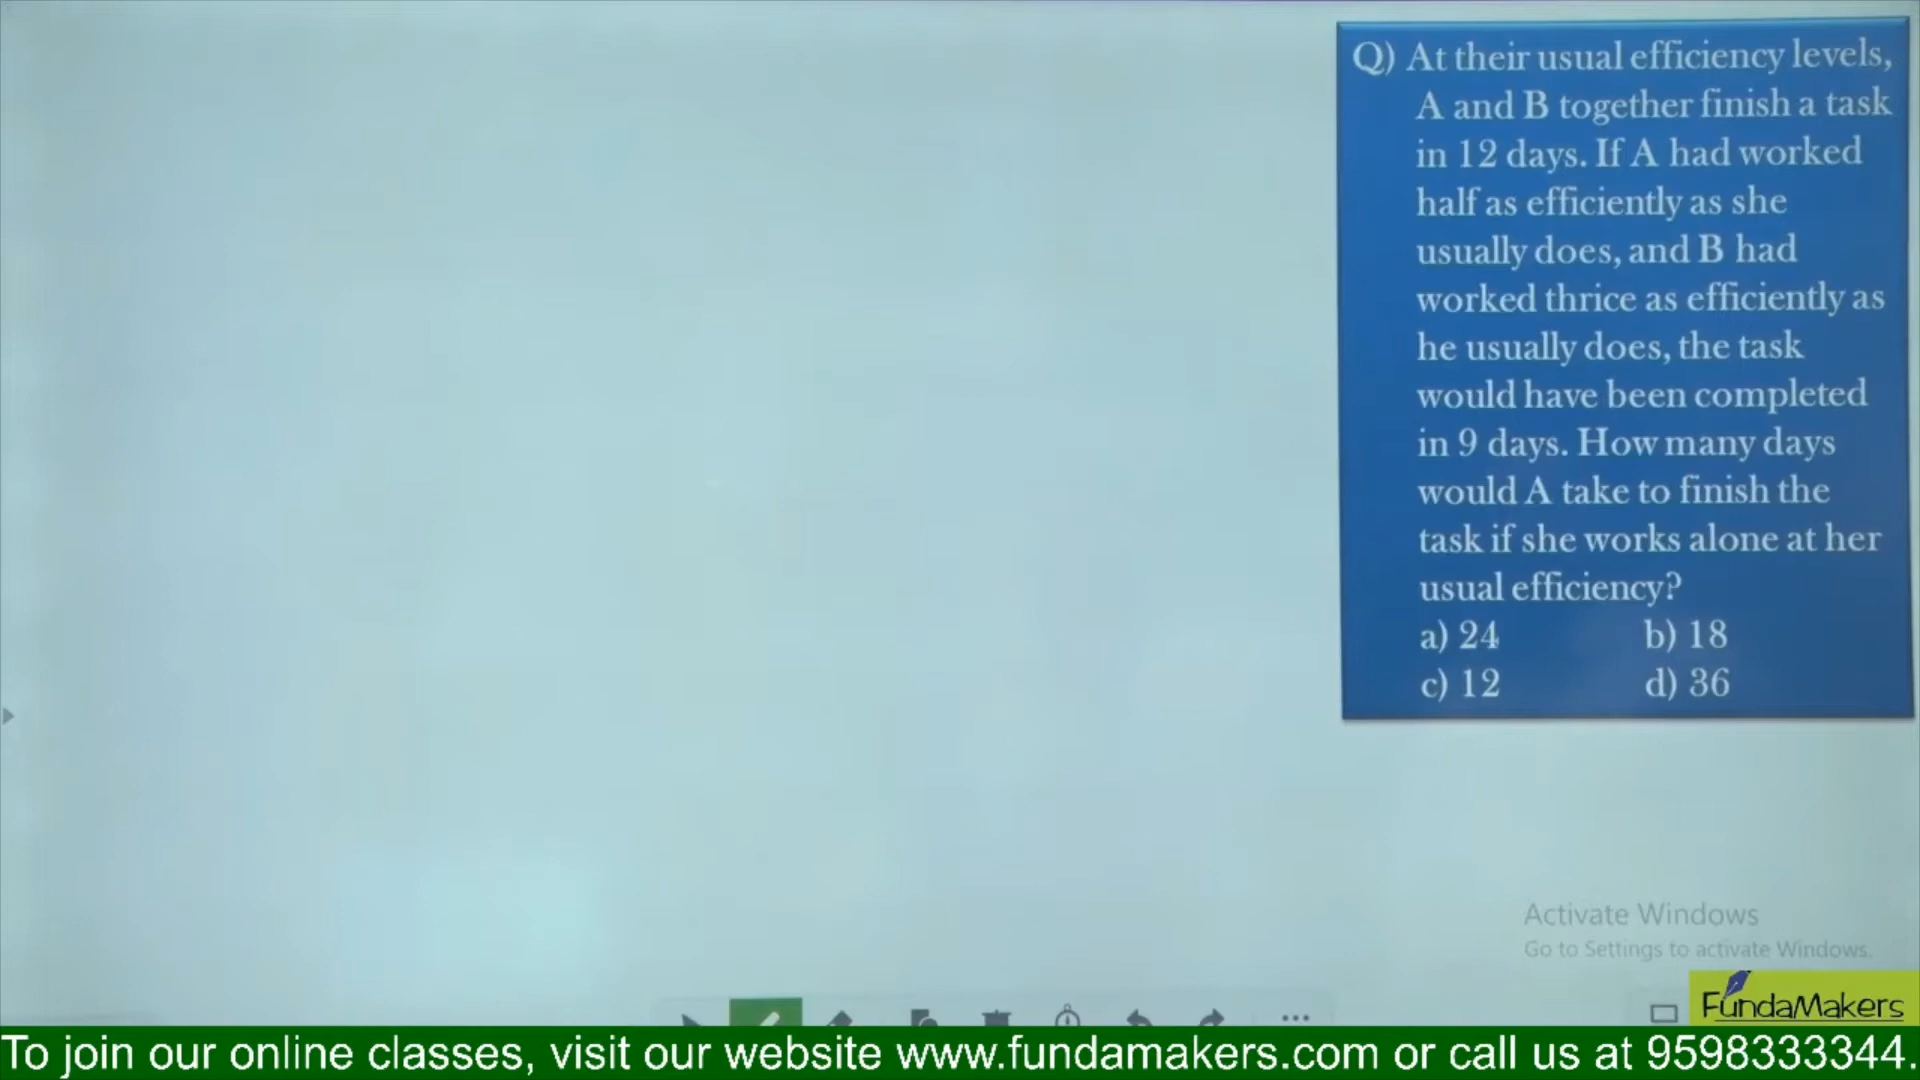 Q) At their usual efficiency levels,
A and B together finish a task
in 12 days. If A had worked
half as efficiently as she
usually does, and B had
worked thrice as efficiently as
he usually does, the task
would have been completed
in 9 days. How many days
would A take to finish the
task if she works alone at her
usual efficiency?
a) 24 b) 18
c) 12 d) 36
Activate Windows
Go to Settings to activate Windows.
FundaMakers
To join our online classes, visit our website www.fundamakers.com or call us at 9598333344.